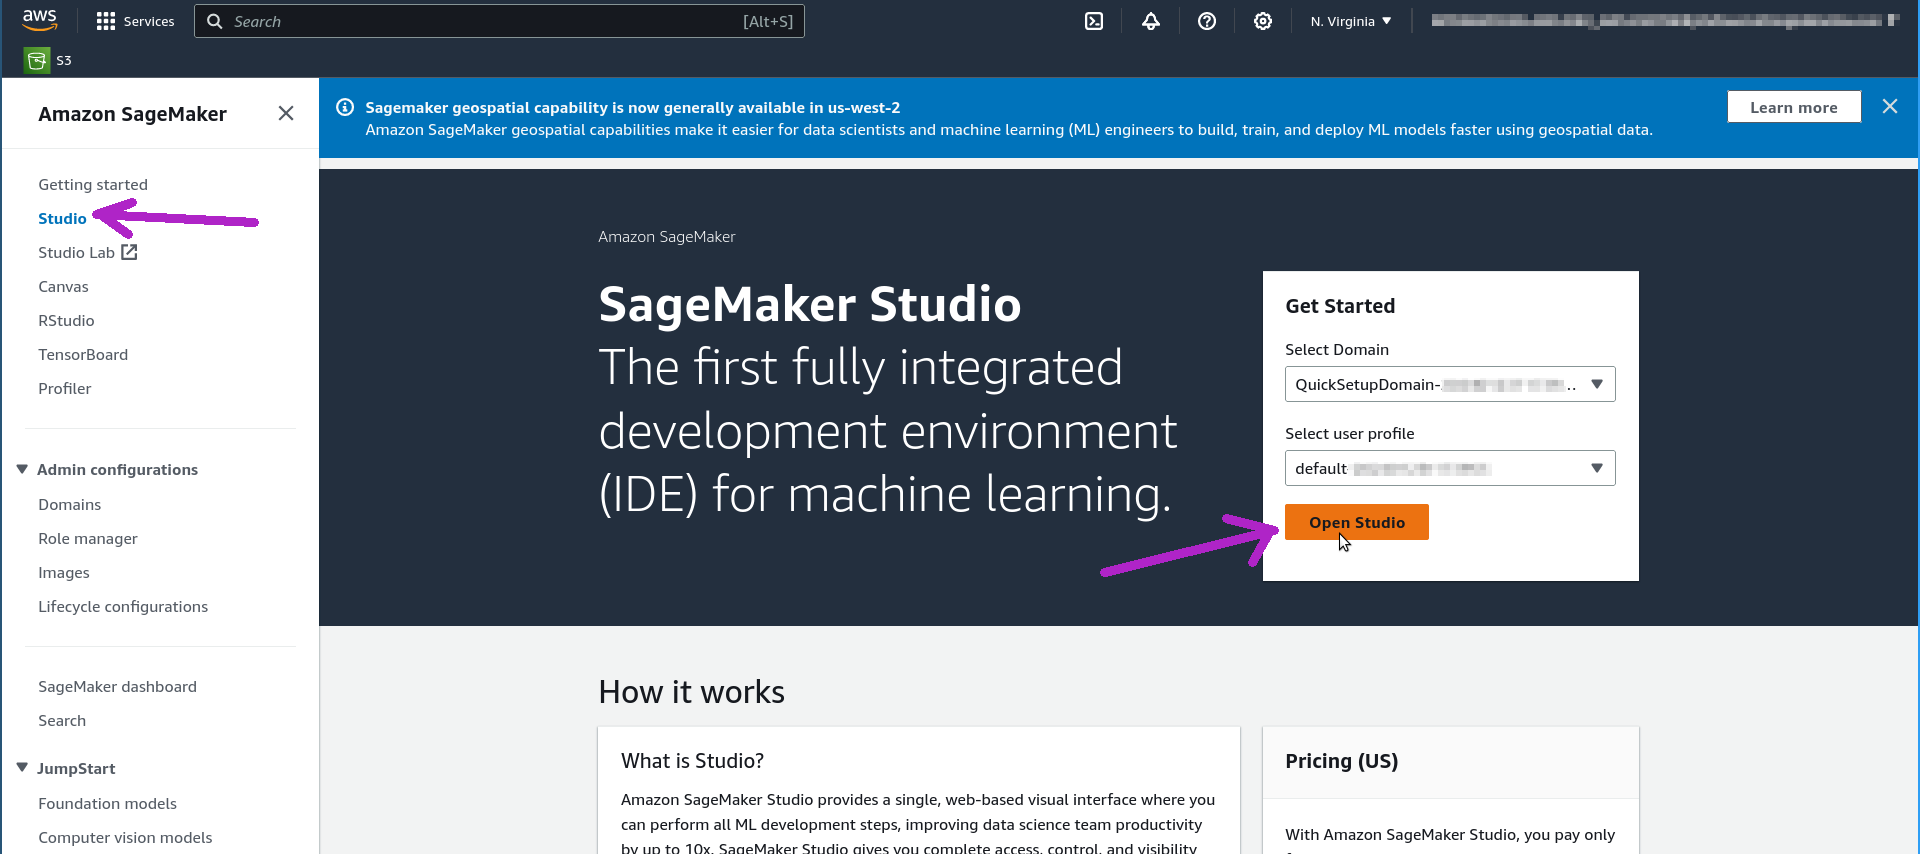 aws
Services
Search
[Alt+S]
N. Virginia
S3
Amazon SageMaker
Getting started
Studio
Studio Lab
Canvas
RStudio
TensorBoard
Profiler
Admin configurations
Domains
Role manager
Images
Lifecycle configurations
SageMaker dashboard
Search
JumpStart
Foundation models
Computer vision models
Sagemaker geospatial capability is now generally available in us-west-2
Amazon SageMaker geospatial capabilities make it easier for data scientists and machine learning (ML) engineers to build, train, and deploy ML models faster using geospatial data.
Learn more
Amazon SageMaker
SageMaker Studio
The first fully integrated
development environment
(IDE) for machine learning.
Get Started
Select Domain
QuickSetupDomain-
Select user profile
default
Open Studio
How it works
What is Studio?
Amazon SageMaker Studio provides a single, web-based visual interface where you
can perform all ML development steps, improving data science team productivity
by up to 10x. SageMaker Studio gives you complete access, control, and visibility
Pricing (US)
With Amazon SageMaker Studio, you pay only